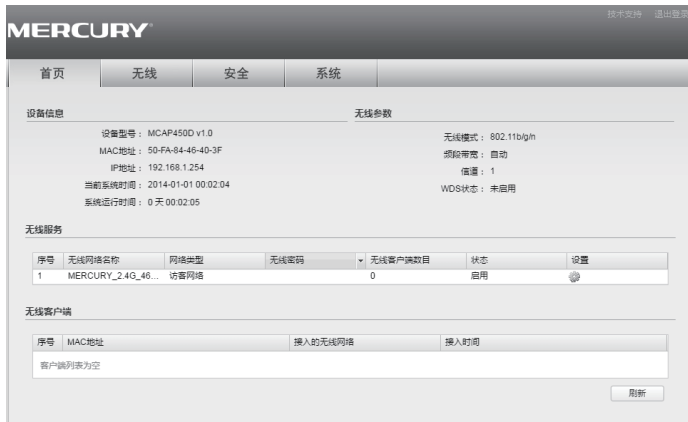 技术支持 退出登录
MERCURY
首页 无线 安全 系统
设备信息 无线参数
设备型号： MCAP450D v1.0 无线模式： 802.11b/g/n
MAC地址： 50-FA-84-46-40-3F 频段带宽： 自动
IP地址： 192.168.1.254 信道： 1
当前系统时间： 2014-01-01 00:02:04 WDS状态： 未启用
系统运行时间： 0 天 00:02:05
无线服务
序号 无线网络名称 网络类型 无线密码 无线客户端数目 状态 设置
1 MERCURY_2.4G_46... 访客网络 0 启用
无线客户端
序号 MAC地址 接入的无线网络 接入时间
客户端列表为空
刷新